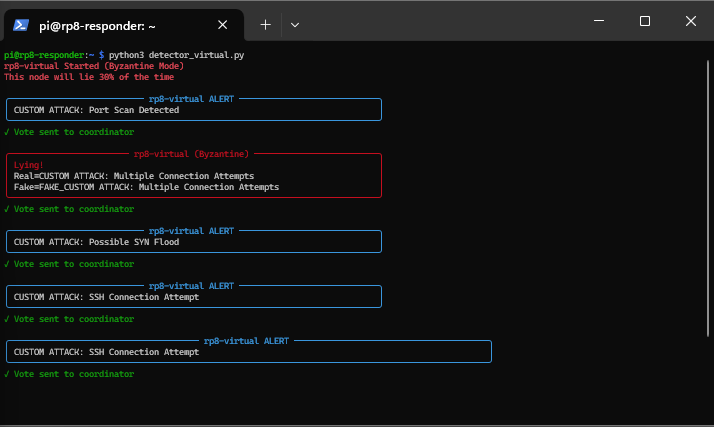 pi@rp8-responder: ~
pi@rp8-responder:~ $ python3 detector_virtual.py
rp8-virtual Started (Byzantine Mode)
This node will lie 30% of the time
rp8-virtual ALERT
CUSTOM ATTACK: Port Scan Detected
✓ Vote sent to coordinator
rp8-virtual (Byzantine)
Lying!
Real=CUSTOM ATTACK: Multiple Connection Attempts
Fake=FAKE_CUSTOM ATTACK: Multiple Connection Attempts
✓ Vote sent to coordinator
rp8-virtual ALERT
CUSTOM ATTACK: Possible SYN Flood
✓ Vote sent to coordinator
rp8-virtual ALERT
CUSTOM ATTACK: SSH Connection Attempt
✓ Vote sent to coordinator
rp8-virtual ALERT
CUSTOM ATTACK: SSH Connection Attempt
✓ Vote sent to coordinator